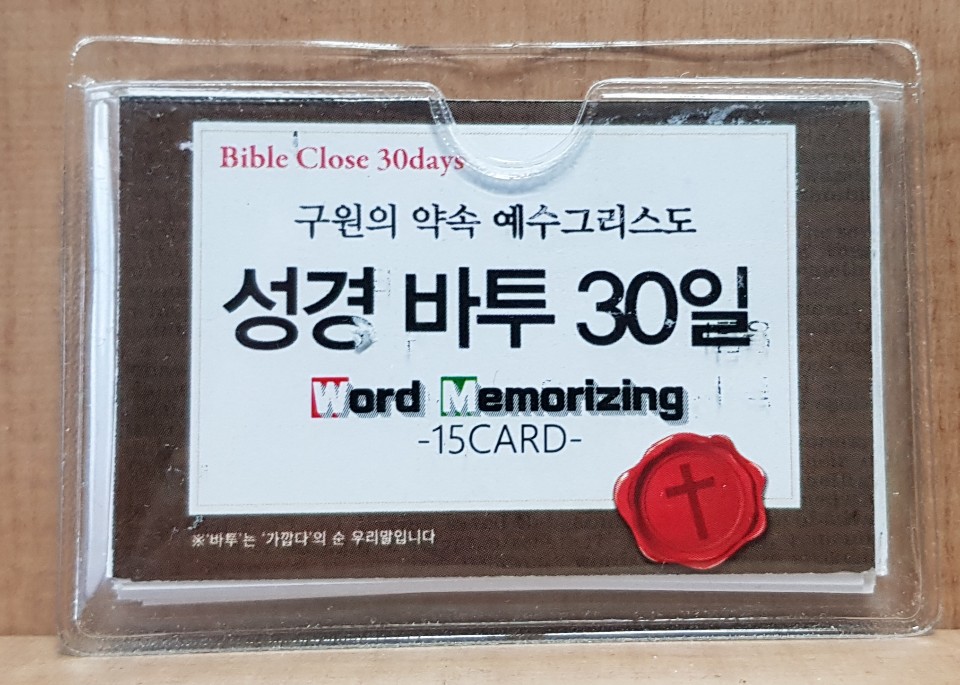 Bible Close 30days
구원의 약속 예수그리스도
성경 바투 30일
Word Memorizing
-15CARD-
※'바투'는 '가깝다'의 순 우리말입니다